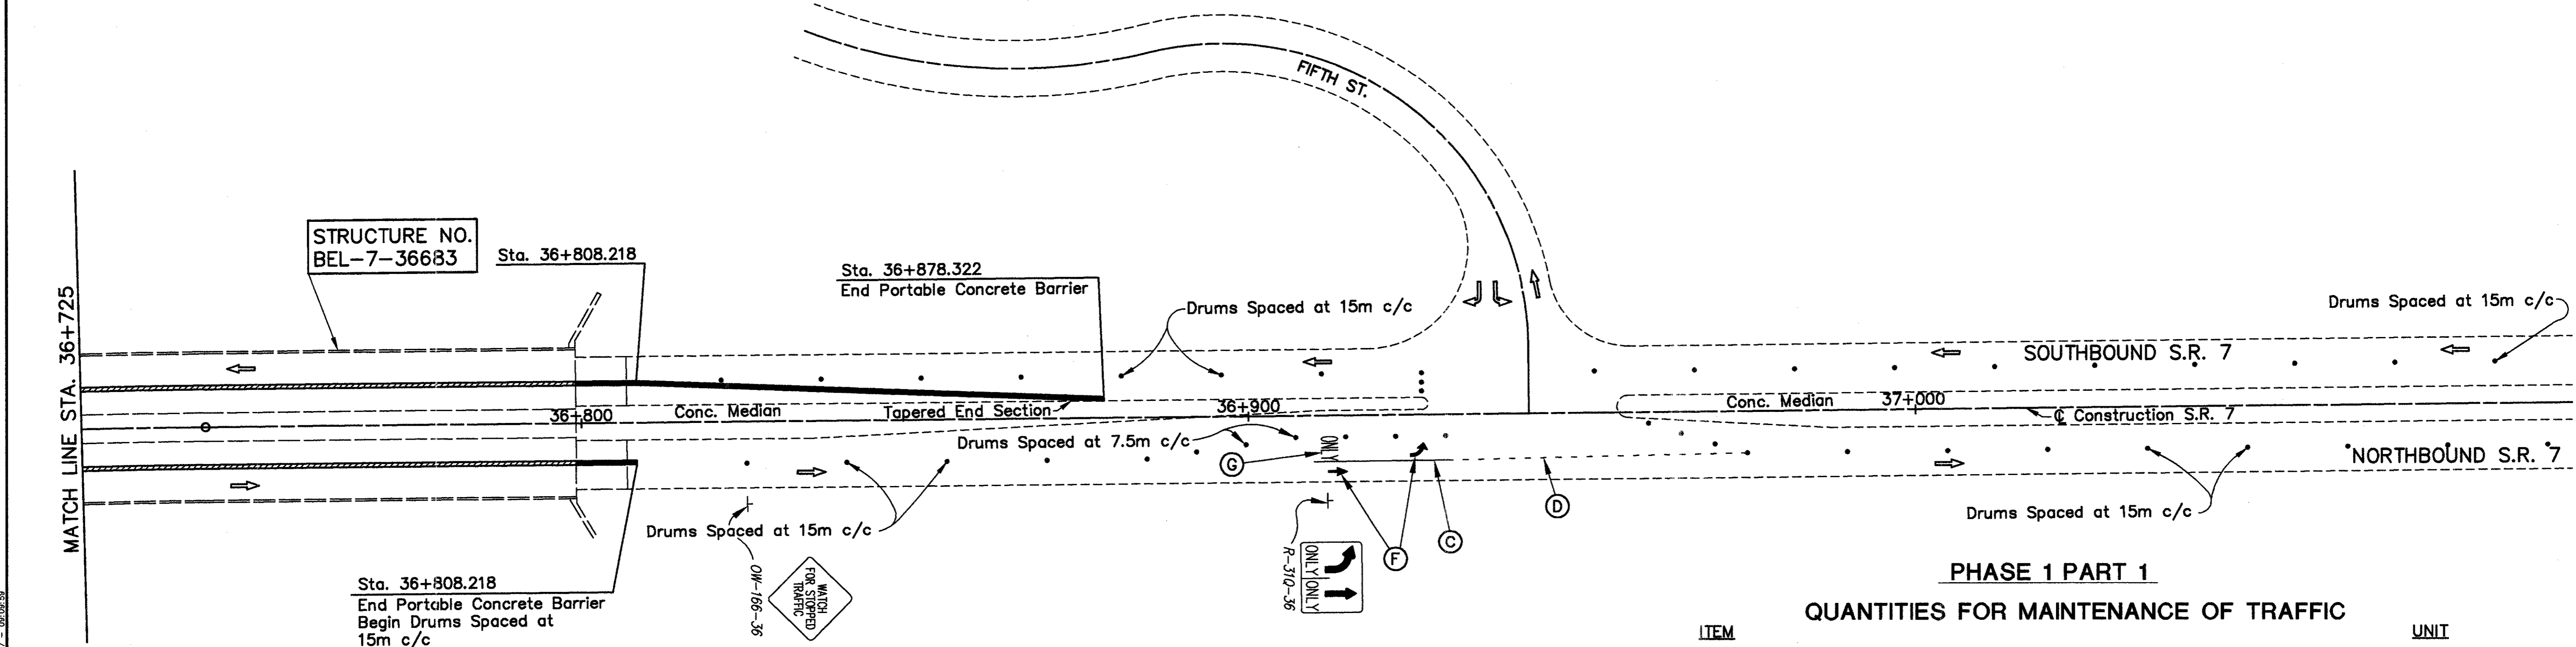 FIFTH ST.
STRUCTURE NO.
BEL-7-36683
Sta. 36+808.218
Sta. 36+878.322
End Portable Concrete Barrier
Drums Spaced at 15m c/c
Drums Spaced at 15m c/c
MATCH LINE STA. 36+725
SOUTHBOUND S.R. 7
36+800
Conc. Median
Tapered End Section
36+900
Conc. Median
37+000
℄ Construction S.R. 7
Drums Spaced at 7.5m c/c
ONLY
G
NORTHBOUND S.R. 7
D
Drums Spaced at 15m c/c
Drums Spaced at 15m c/c
C
F
Sta. 36+808.218
End Portable Concrete Barrier
Begin Drums Spaced at
15m c/c
OW-166-36
WATCH
FOR STOPPED
TRAFFIC
R-31Q-36
ONLY ONLY
PHASE 1 PART 1
QUANTITIES FOR MAINTENANCE OF TRAFFIC
ITEM
UNIT